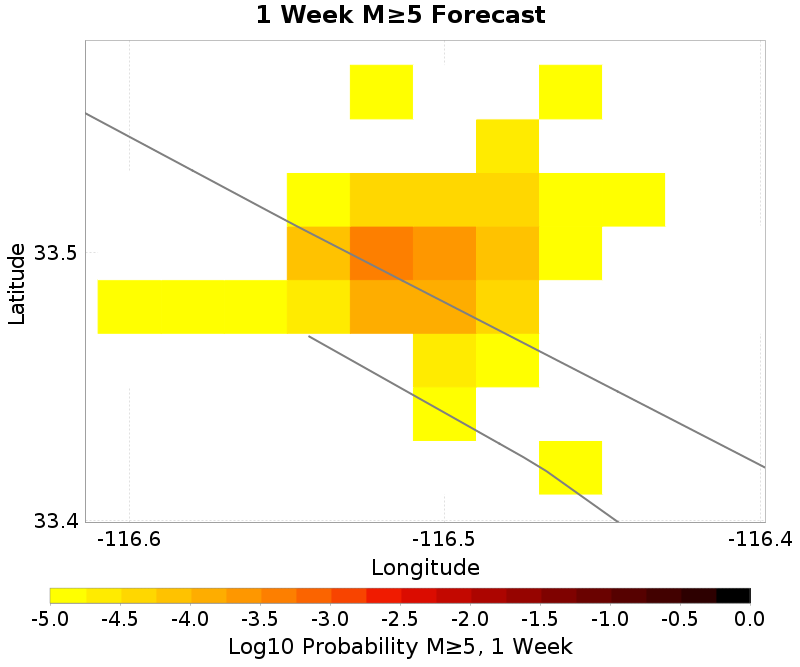 1 Week M≥5 Forecast
Latitude
33.5
33.4
-116.6 -116.5 -116.4
Longitude
-5.0 -4.5 -4.0 -3.5 -3.0 -2.5 -2.0 -1.5 -1.0 -0.5 0.0
Log10 Probability M≥5, 1 Week